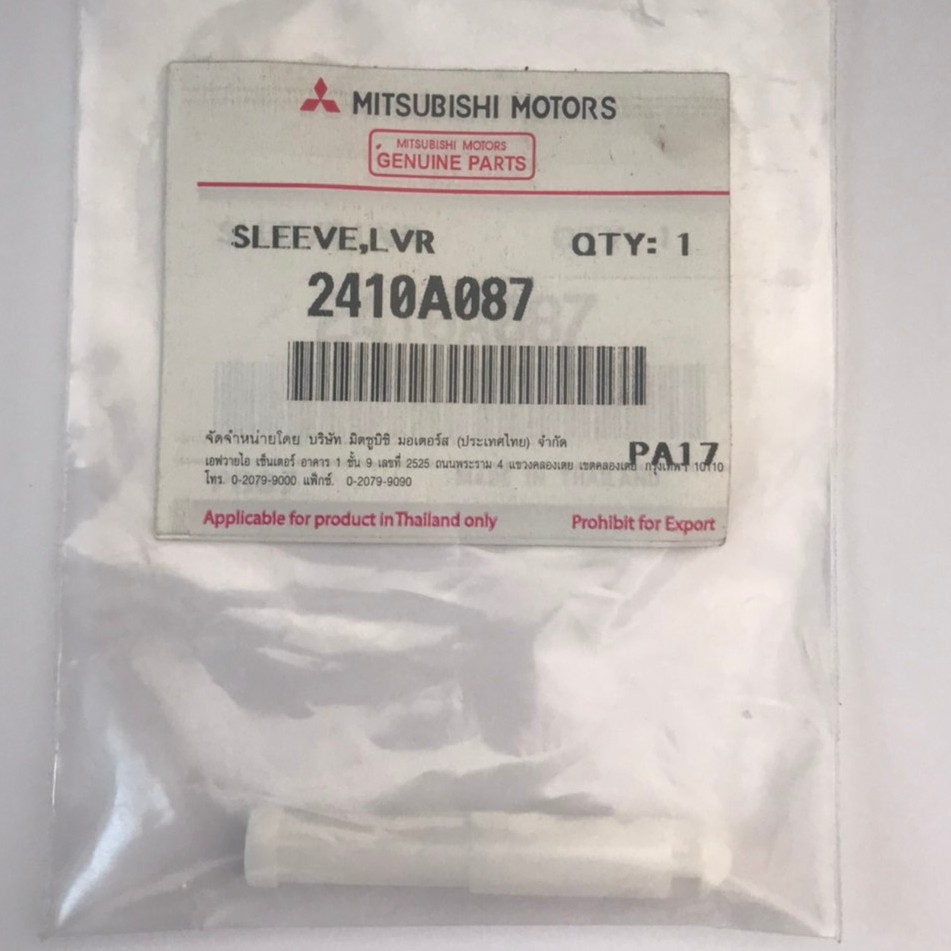 MITSUBISHI MOTORS
MITSUBISHI MOTORS
GENUINE PARTS
SLEEVE,LVR QTY: 1
2410A087
จัดจำหน่ายโดย บริษัท มิตซูบิชิ มอเตอร์ส (ประเทศไทย) จำกัด
PA17
เอฟวายไอ เซ็นเตอร์ อาคาร 1 ชั้น 9 เลขที่ 2525 ถนนพระราม 4 แขวงคลองเตย เขตคลองเตย กรุงเทพฯ 10110
โทร. 0-2079-9000 แฟ็กซ์. 0-2079-9090
MADE IN THAILAND
Applicable for product in Thailand only Prohibit for Export